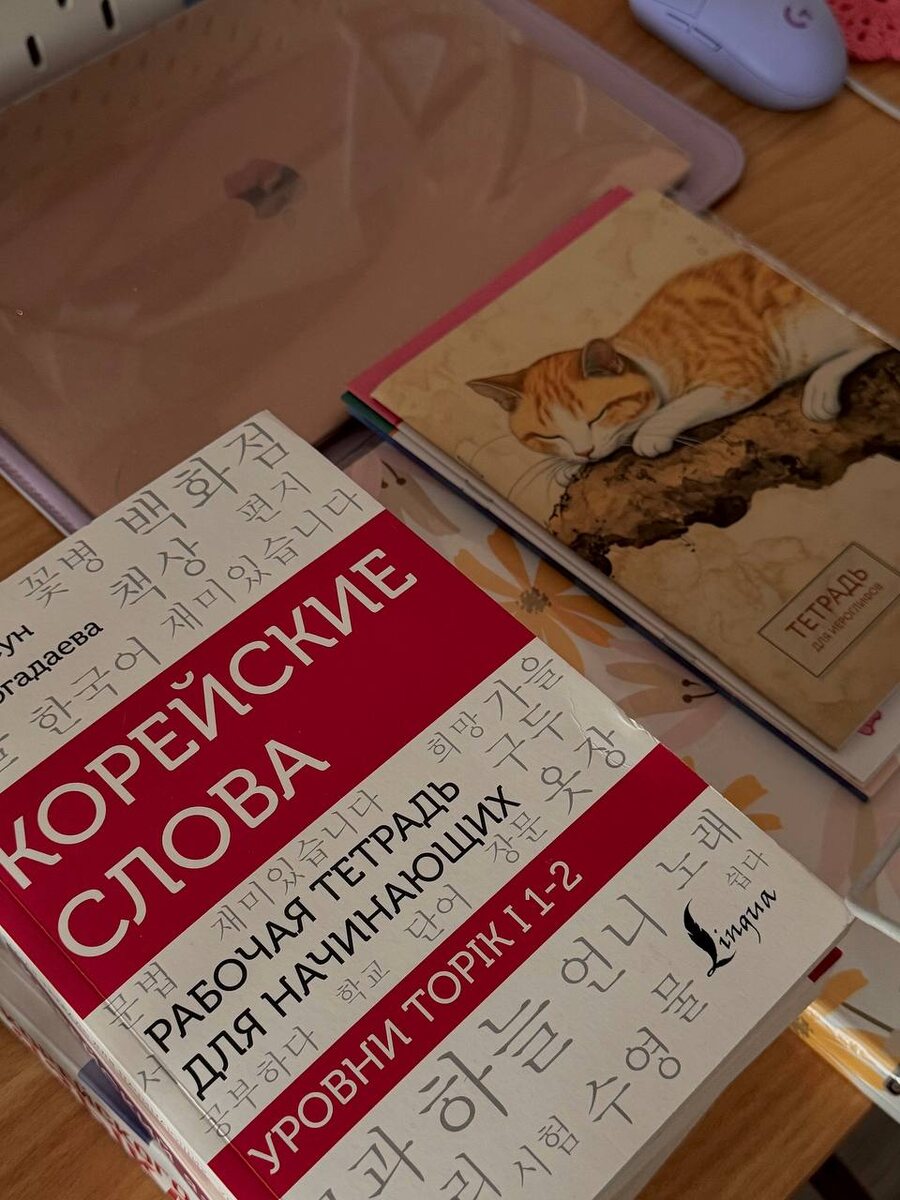 백화점
꽃병 책상 편지
한국어 재미있습니다
КОРЕЙСКИЕ
СЛОВА
희망 가을
재미있습니다 구두
РАБОЧАЯ ТЕТРАДЬ
ДЛЯ НАЧИНАЮЩИХ
문법 학교 단어 장문 옷장
공부하다
УРОВНИ TOPIK I 1-2
하늘 언니 노래
쉽다
시험 수영 물
Lingua
ТЕТРАДЬ
ДЛЯ ИЕРОГЛИФОВ